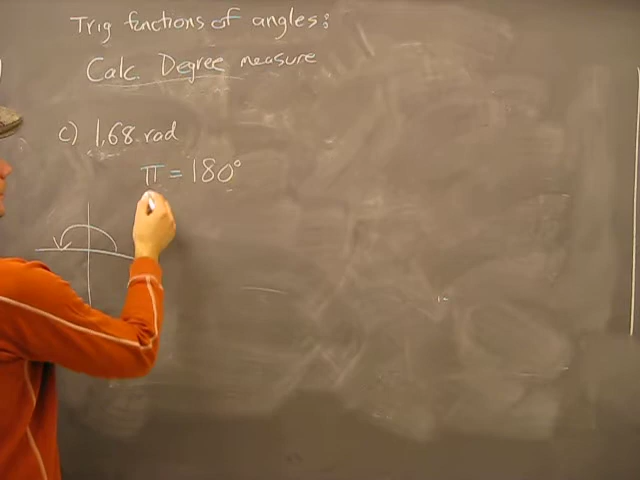 Trig functions of angles:
Calc. Degree measure
c) 1.68 rad
π = 180°